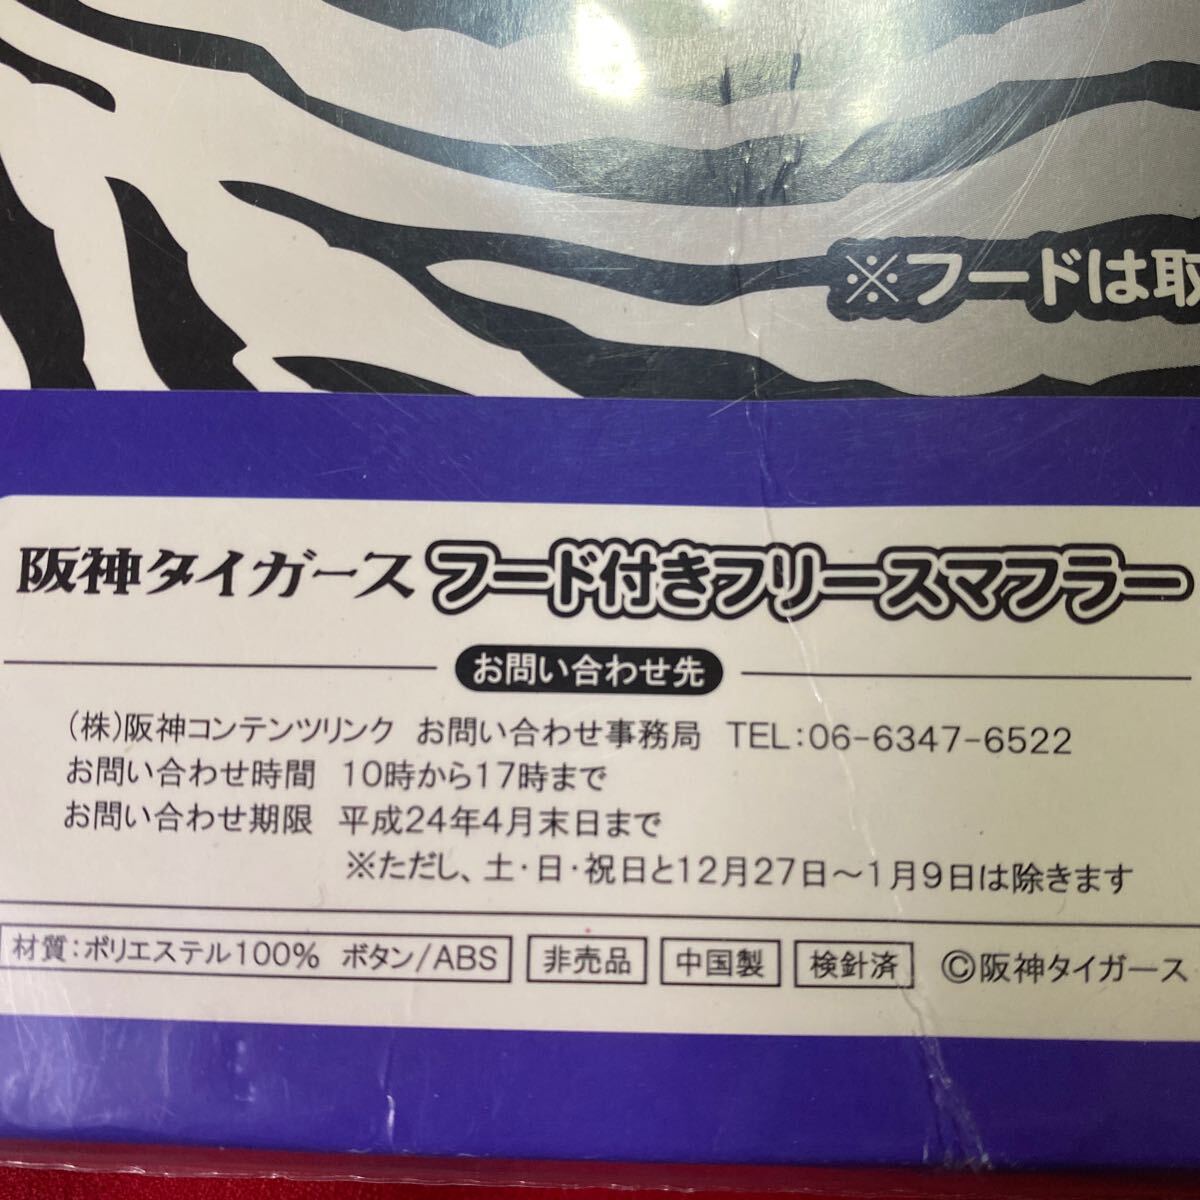 ※フードは取
阪神タイガース フード付きフリースマフラー
お問い合わせ先
(株)阪神コンテンツリンク お問い合わせ事務局 TEL:06-6347-6522
お問い合わせ時間 10時から17時まで
お問い合わせ期限 平成24年4月末日まで
※ただし、土・日・祝日と12月27日～1月9日は除きます
材質:ポリエステル100% ボタン/ABS 非売品 中国製 検針済 ©阪神タイガース